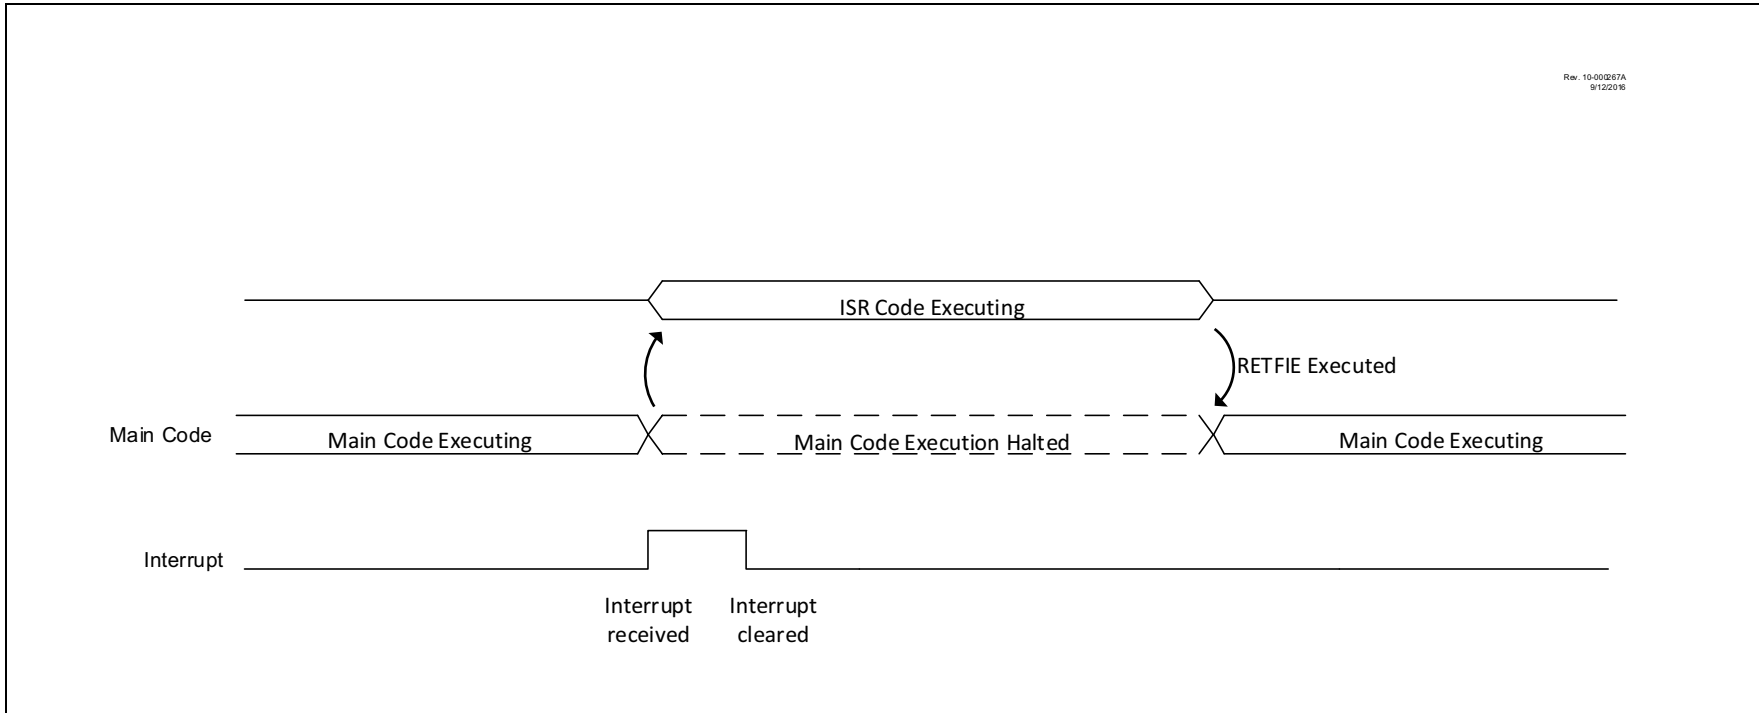 Rev. 10-000267A
9/12/2016
ISR Code Executing
RETFIE Executed
Main Code
Main Code Executing
Main Code Execution Halted
Main Code Executing
Interrupt
Interrupt
received
Interrupt
cleared